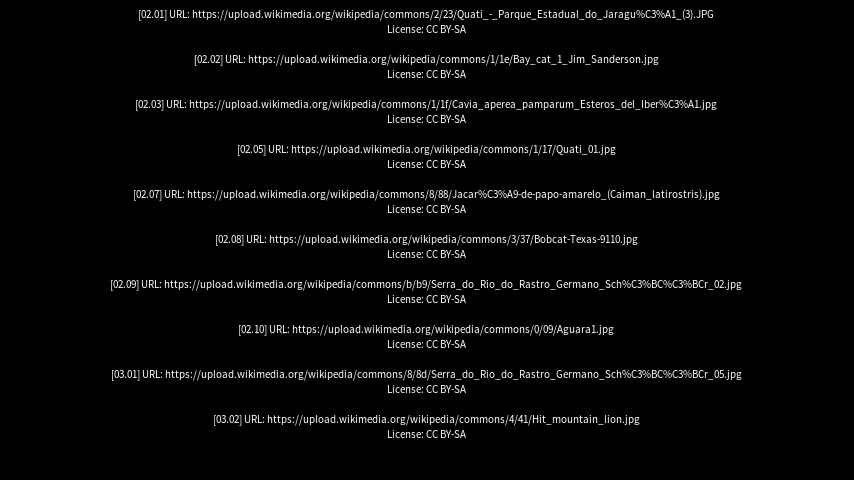 [02.01] URL: https://upload.wikimedia.org/wikipedia/commons/2/23/Quati_-_Parque_Estadual_do_Jaragu%C3%A1_(3).JPG
License: CC BY-SA
[02.02] URL: https://upload.wikimedia.org/wikipedia/commons/1/1e/Bay_cat_1_Jim_Sanderson.jpg
License: CC BY-SA
[02.03] URL: https://upload.wikimedia.org/wikipedia/commons/1/1f/Cavia_aperea_pamparum_Esteros_del_Iber%C3%A1.jpg
License: CC BY-SA
[02.05] URL: https://upload.wikimedia.org/wikipedia/commons/1/17/Quati_01.jpg
License: CC BY-SA
[02.07] URL: https://upload.wikimedia.org/wikipedia/commons/8/88/Jacar%C3%A9-de-papo-amarelo_(Caiman_latirostris).jpg
License: CC BY-SA
[02.08] URL: https://upload.wikimedia.org/wikipedia/commons/3/37/Bobcat-Texas-9110.jpg
License: CC BY-SA
[02.09] URL: https://upload.wikimedia.org/wikipedia/commons/b/b9/Serra_do_Rio_do_Rastro_Germano_Sch%C3%BC%C3%BCr_02.jpg
License: CC BY-SA
[02.10] URL: https://upload.wikimedia.org/wikipedia/commons/0/09/Aguara1.jpg
License: CC BY-SA
[03.01] URL: https://upload.wikimedia.org/wikipedia/commons/8/8d/Serra_do_Rio_do_Rastro_Germano_Sch%C3%BC%C3%BCr_05.jpg
License: CC BY-SA
[03.02] URL: https://upload.wikimedia.org/wikipedia/commons/4/41/Hit_mountain_lion.jpg
License: CC BY-SA